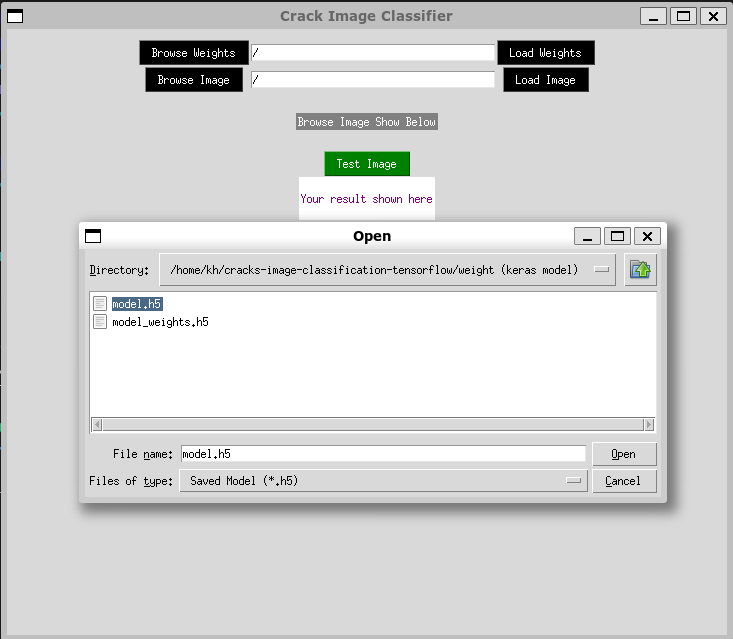 Crack Image Classifier
Browse Weights / Load Weights
Browse Image / Load Image
Browse Image Show Below
Test Image
Your result shown here
Open
Directory: /home/kh/cracks-image-classification-tensorflow/weight (keras model)
model.h5
model_weights.h5
File name: model.h5 Open
Files of type: Saved Model (*.h5) Cancel